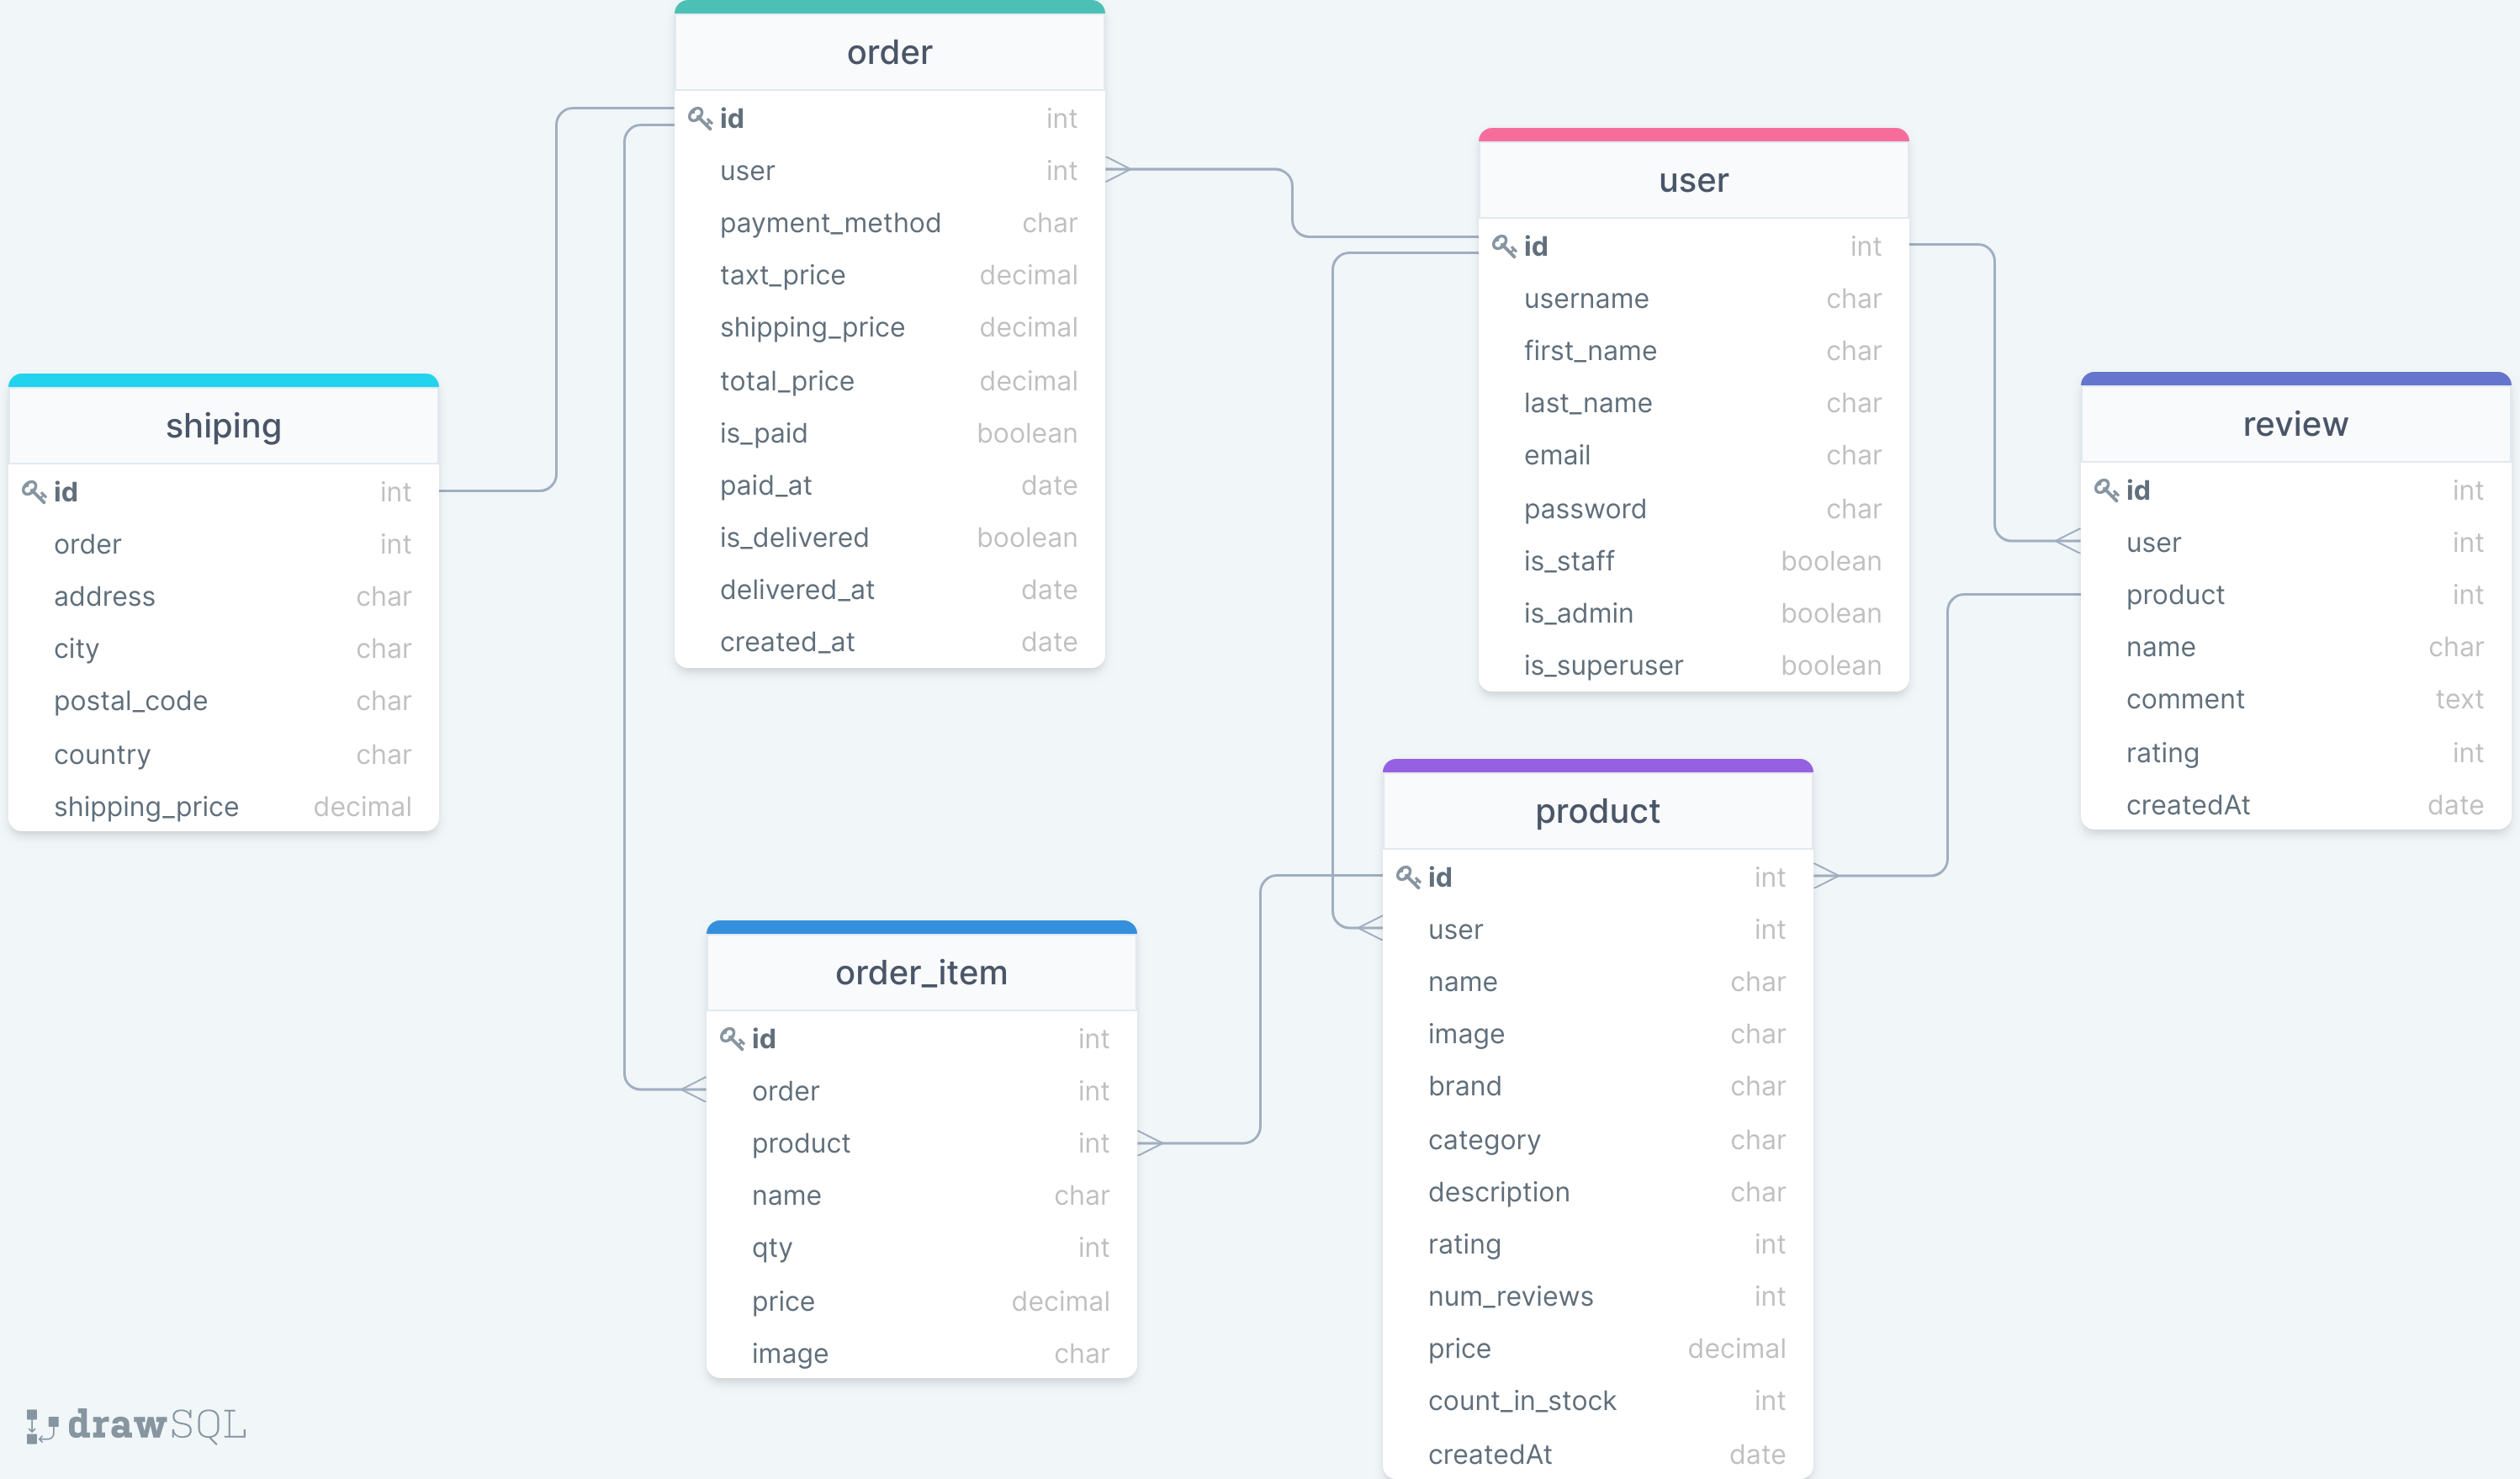 order
id int
user int
payment_method char
taxt_price decimal
shipping_price decimal
total_price decimal
is_paid boolean
paid_at date
is_delivered boolean
delivered_at date
created_at date
user
id int
username char
first_name char
last_name char
email char
password char
is_staff boolean
is_admin boolean
is_superuser boolean
shiping
id int
order int
address char
city char
postal_code char
country char
shipping_price decimal
review
id int
user int
product int
name char
comment text
rating int
createdAt date
product
id int
user int
name char
image char
brand char
category char
description char
rating int
num_reviews int
price decimal
count_in_stock int
createdAt date
order_item
id int
order int
product int
name char
qty int
price decimal
image char
drawSQL